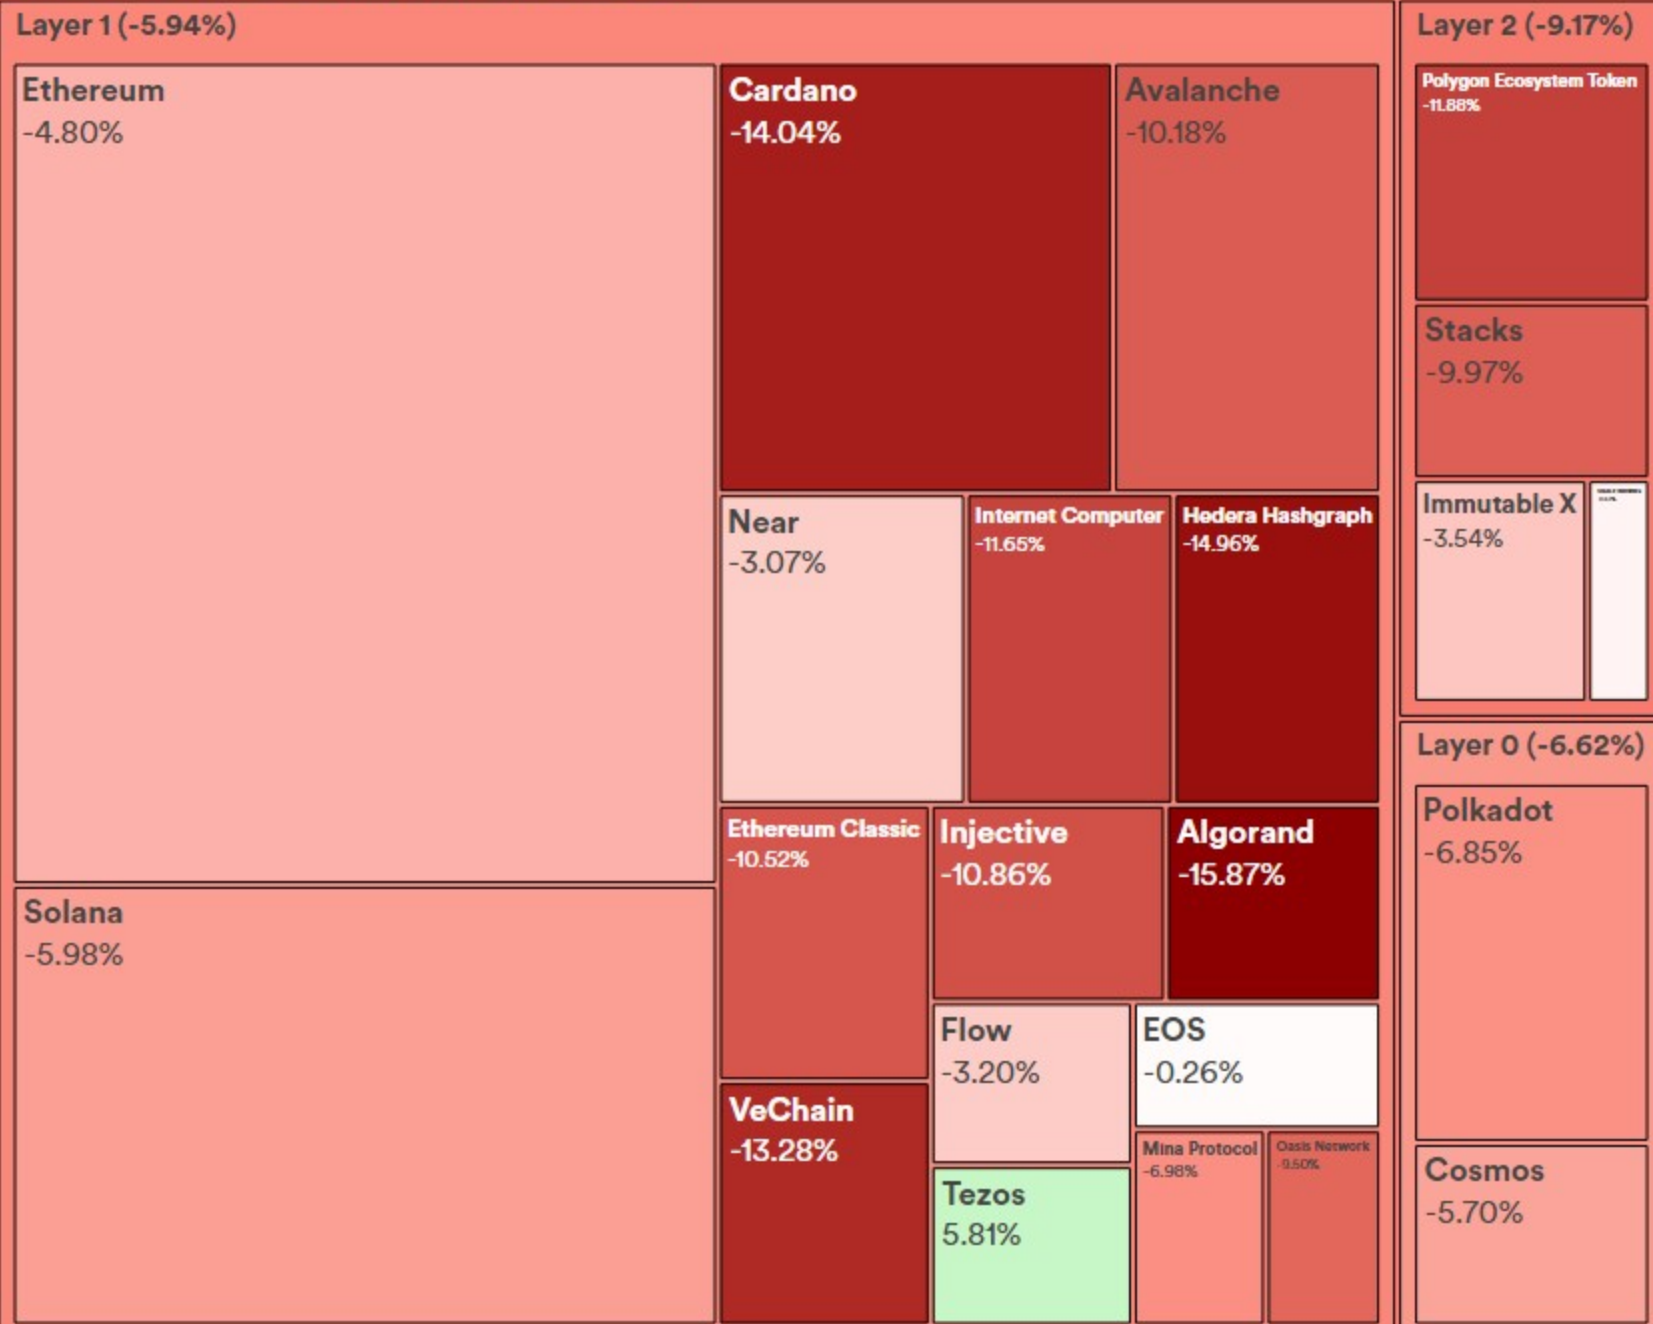 Layer 1 (-5.94%)
Ethereum
-4.80%
Solana
-5.98%
Cardano
-14.04%
Avalanche
-10.18%
Near
-3.07%
Internet Computer
-11.65%
Hedera Hashgraph
-14.96%
Ethereum Classic
-10.52%
Injective
-10.86%
Algorand
-15.87%
VeChain
-13.28%
Flow
-3.20%
EOS
-0.26%
Tezos
5.81%
Mina Protocol
-6.98%
Oasis Network
-9.50%
Layer 2 (-9.17%)
Polygon Ecosystem Token
-11.88%
Stacks
-9.97%
Immutable X
-3.54%
Layer 0 (-6.62%)
Polkadot
-6.85%
Cosmos
-5.70%